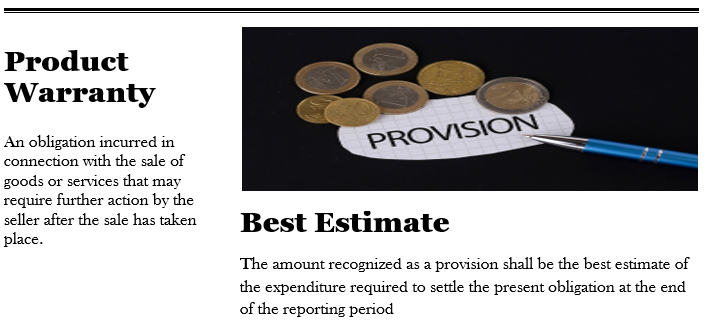 Product
Warranty
An obligation incurred in
connection with the sale of
goods or services that may
require further action by the
seller after the sale has taken
place.
PROVISION
Best Estimate
The amount recognized as a provision shall be the best estimate of
the expenditure required to settle the present obligation at the end
of the reporting period